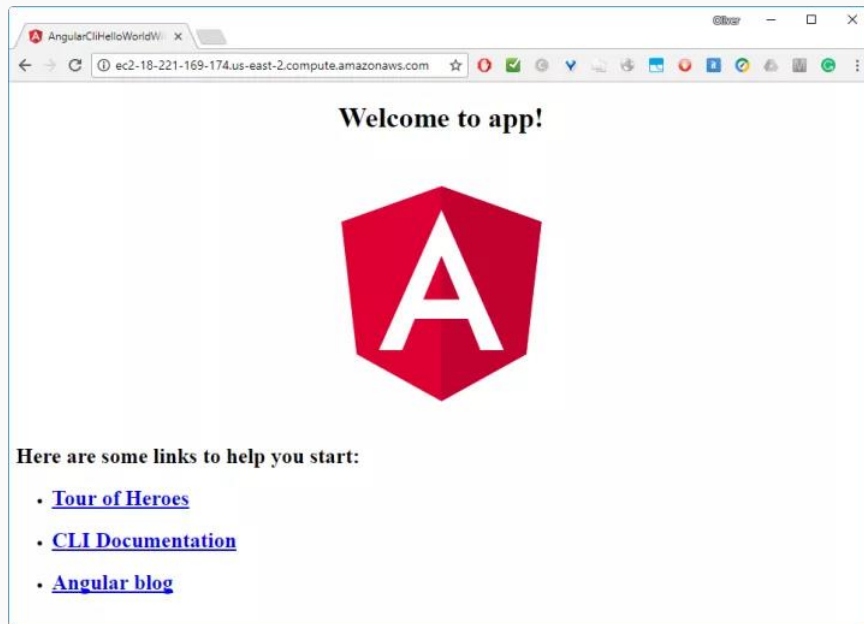 Oliver
AngularCliHelloWorldWi
ec2-18-221-169-174.us-east-2.compute.amazonaws.com
Welcome to app!
A
Here are some links to help you start:
Tour of Heroes
CLI Documentation
Angular blog